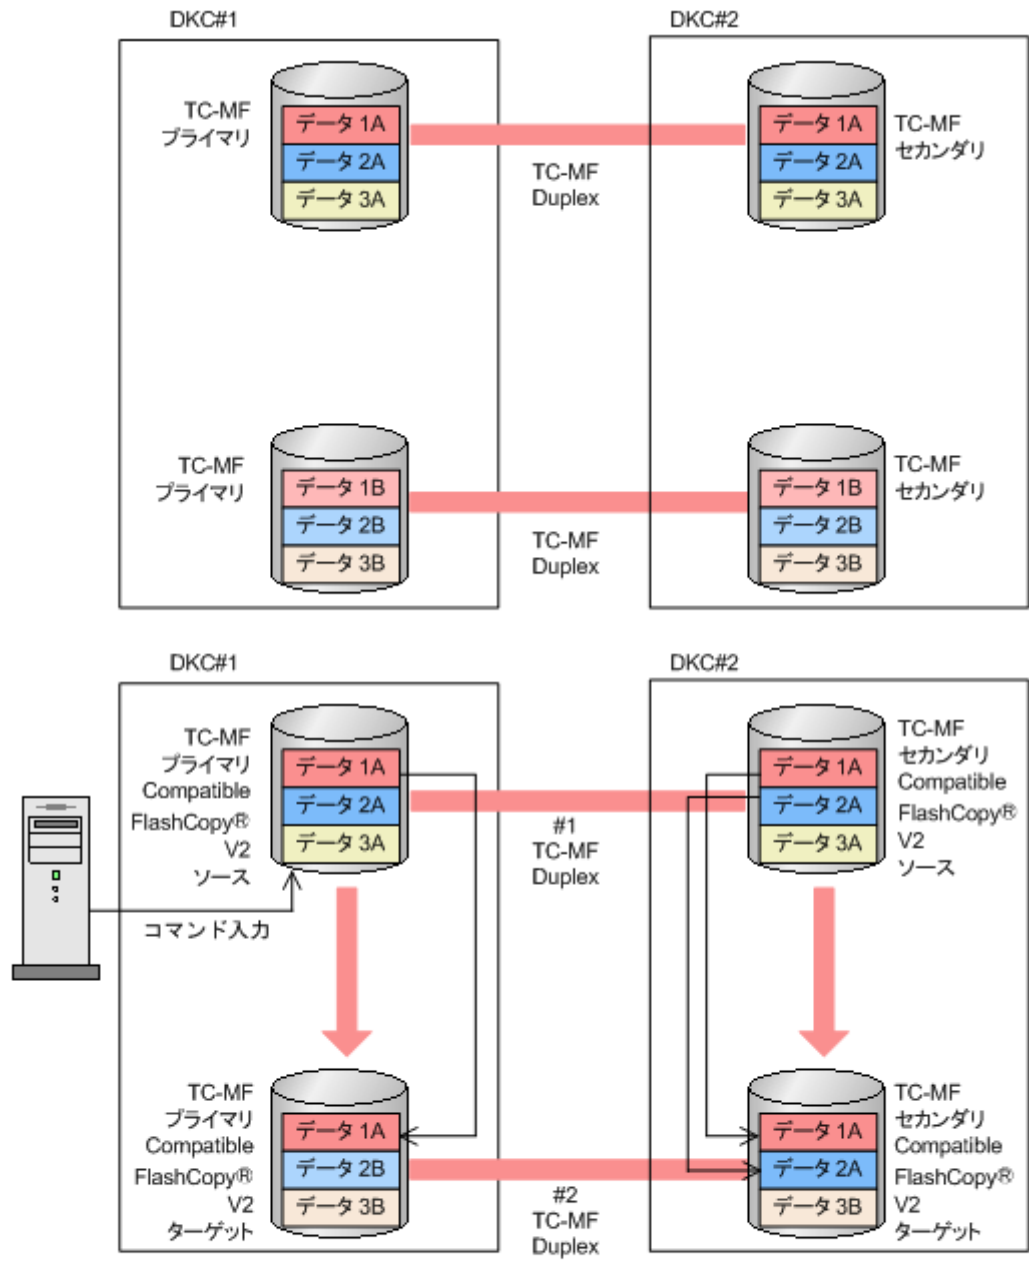 DKC#1
DKC#2
TC-MF
プライマリ
データ 1A
データ 2A
データ 3A
TC-MF
Duplex
データ 1A
データ 2A
データ 3A
TC-MF
セカンダリ
TC-MF
プライマリ
データ 1B
データ 2B
データ 3B
TC-MF
Duplex
データ 1B
データ 2B
データ 3B
TC-MF
セカンダリ
DKC#1
DKC#2
TC-MF
プライマリ
Compatible
FlashCopy®
V2
ソース
データ 1A
データ 2A
データ 3A
#1
TC-MF
Duplex
データ 1A
データ 2A
データ 3A
TC-MF
セカンダリ
Compatible
FlashCopy®
V2
ソース
コマンド入力
TC-MF
プライマリ
Compatible
FlashCopy®
V2
ターゲット
データ 1A
データ 2B
データ 3B
#2
TC-MF
Duplex
データ 1A
データ 2A
データ 3B
TC-MF
セカンダリ
Compatible
FlashCopy®
V2
ターゲット